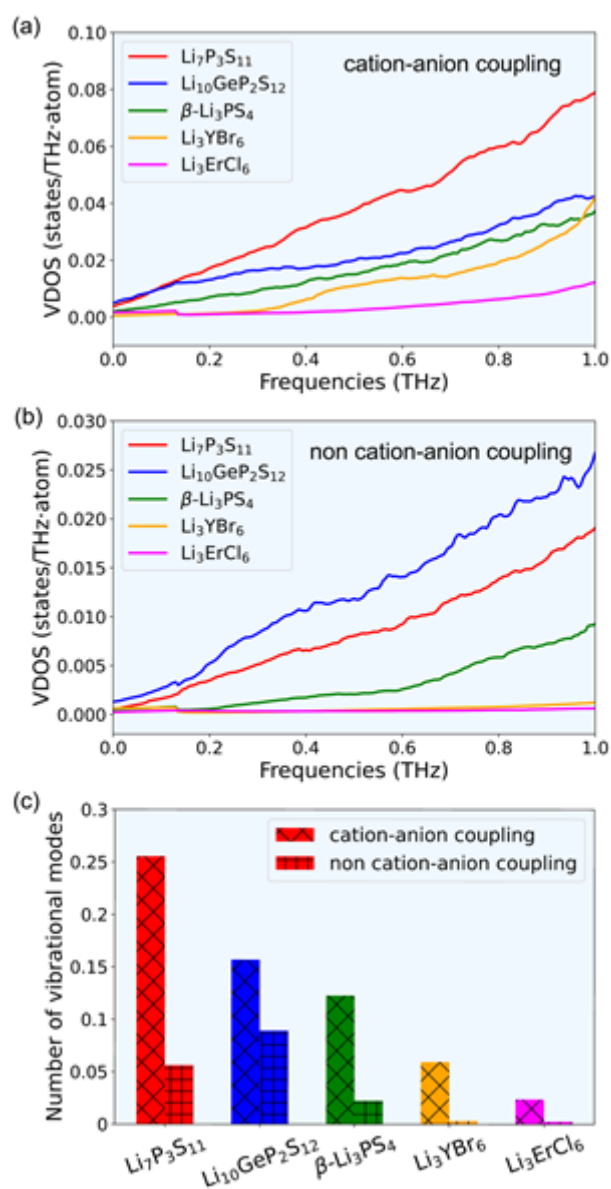 (a)
0.10
0.08
0.06
0.04
0.02
0.00
VDOS (states/THz·atom)
Li₇P₃S₁₁
Li₁₀GeP₂S₁₂
β-Li₃PS₄
Li₃YBr₆
Li₃ErCl₆
cation-anion coupling
0.0 0.2 0.4 0.6 0.8 1.0
Frequencies (THz)
(b)
0.030
0.025
0.020
0.015
0.010
0.005
0.000
VDOS (states/THz·atom)
Li₇P₃S₁₁
Li₁₀GeP₂S₁₂
β-Li₃PS₄
Li₃YBr₆
Li₃ErCl₆
non cation-anion coupling
0.0 0.2 0.4 0.6 0.8 1.0
Frequencies (THz)
(c)
0.3
0.25
0.2
0.15
0.1
0.05
0
Number of vibrational modes
cation-anion coupling
non cation-anion coupling
Li₇P₃S₁₁ Li₁₀GeP₂S₁₂ β-Li₃PS₄ Li₃YBr₆ Li₃ErCl₆